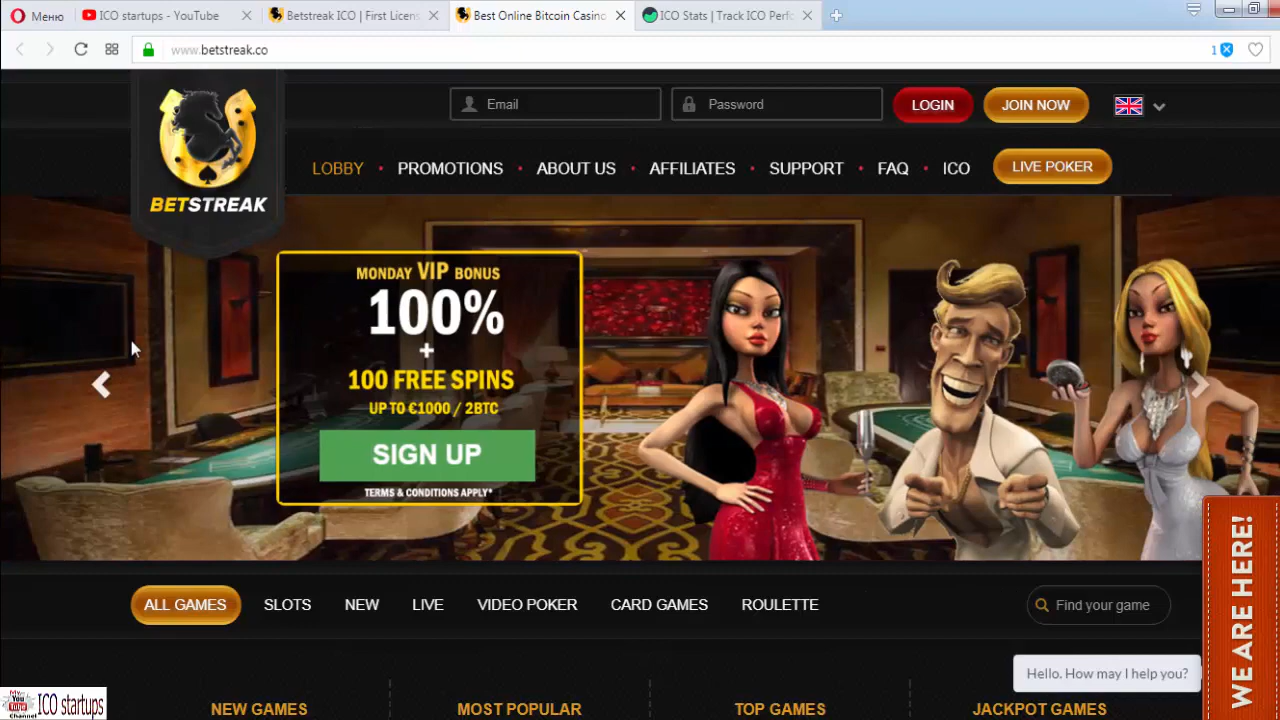 Меню
ICO startups - YouTube
Betstreak ICO | First Licens
Best Online Bitcoin Casino
ICO Stats | Track ICO Perfo
www.betstreak.co
1
Email
Password
LOGIN
JOIN NOW
BETSTREAK
LOBBY • PROMOTIONS • ABOUT US • AFFILIATES • SUPPORT • FAQ • ICO
LIVE POKER
MONDAY VIP BONUS
100%
+
100 FREE SPINS
UP TO €1000 / 2BTC
SIGN UP
TERMS & CONDITIONS APPLY*
WE ARE HERE!
ALL GAMES
SLOTS
NEW
LIVE
VIDEO POKER
CARD GAMES
ROULETTE
Find your game
Hello. How may I help you?
NEW GAMES
MOST POPULAR
TOP GAMES
JACKPOT GAMES
You
Channel
ICO startups